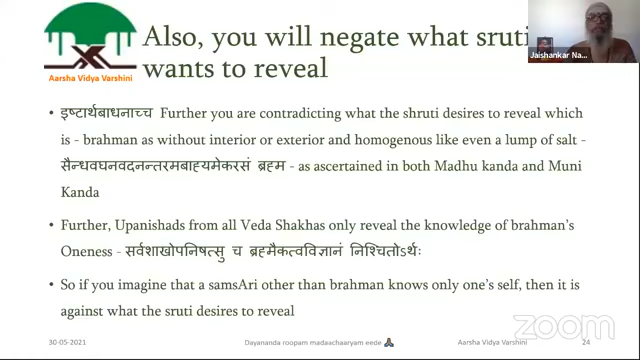 Also, you will negate what sruti
wants to reveal
Aarsha Vidya Varshini
Jaishankar Na...
• इष्टार्थबाधनाच्च Further you are contradicting what the shruti desires to reveal which
is - brahman as without interior or exterior and homogenous like even a lump of salt -
सैन्धवघनवदनन्तरमबाह्यमेकरसं ब्रह्म - as ascertained in both Madhu kanda and Muni
Kanda
• Further, Upanishads from all Veda Shakhas only reveal the knowledge of brahman's
Oneness - सर्वशाखोपनिषत्सु च ब्रह्मैकत्वविज्ञानं निश्चितोऽर्थः
• So if you imagine that a samsAri other than brahman knows only one's self, then it is
against what the sruti desires to reveal
zoom
30-05-2021 Dayananda roopam madaachaaryam eede 🙏 Aarsha Vidya Varshini 24